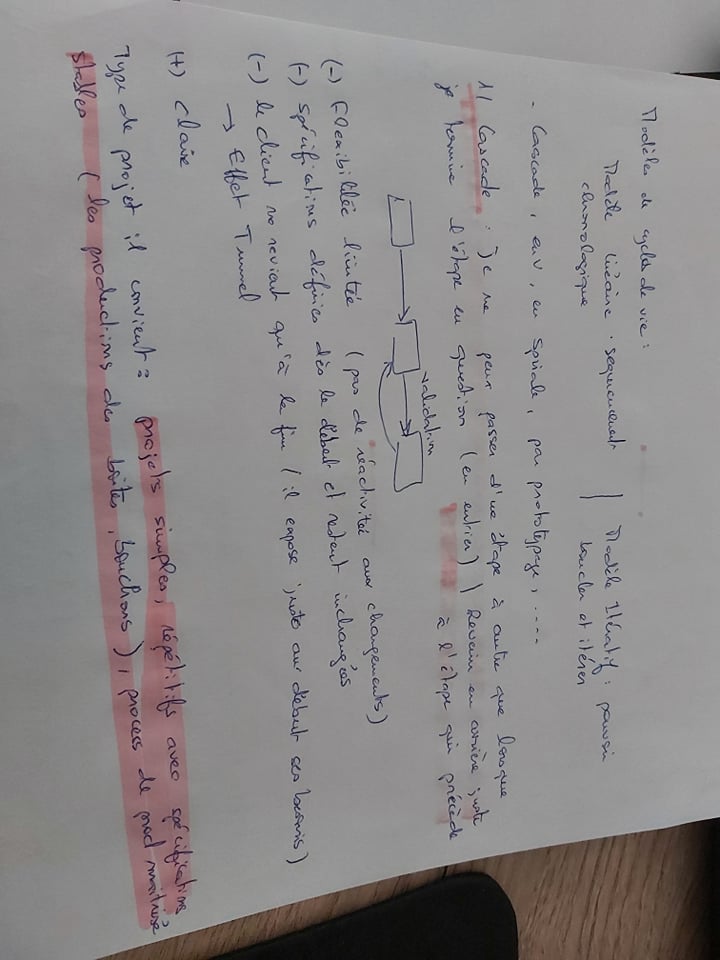 Modèles de cycles de vie :
Modèle linéaire . sequencement
chronologique
Modèle Itératif : pouvoir
boucler et itérer
. Cascade, en V, en spirale, par prototypage, ....
1/ Cascade : Je ne peux passer d'une étape à autre que lorsque
je termine l'étape en question (en entier) | Revenir en arrière juste
à l'étape qui précède
validation
(-) Flexibilitée limitée (pas de réactivitée aux changements)
(-) spécifications définies dès le début et restent inchangées
(-) le client ne revient qu'à la fin (il expose juste au début ses besoins)
→ Effet Tunnel
(+) Claire
Type de projet il convient : projets simples, répétitifs avec spécifications
stables (les productions des boites, bouchons), process de prod maitrisé